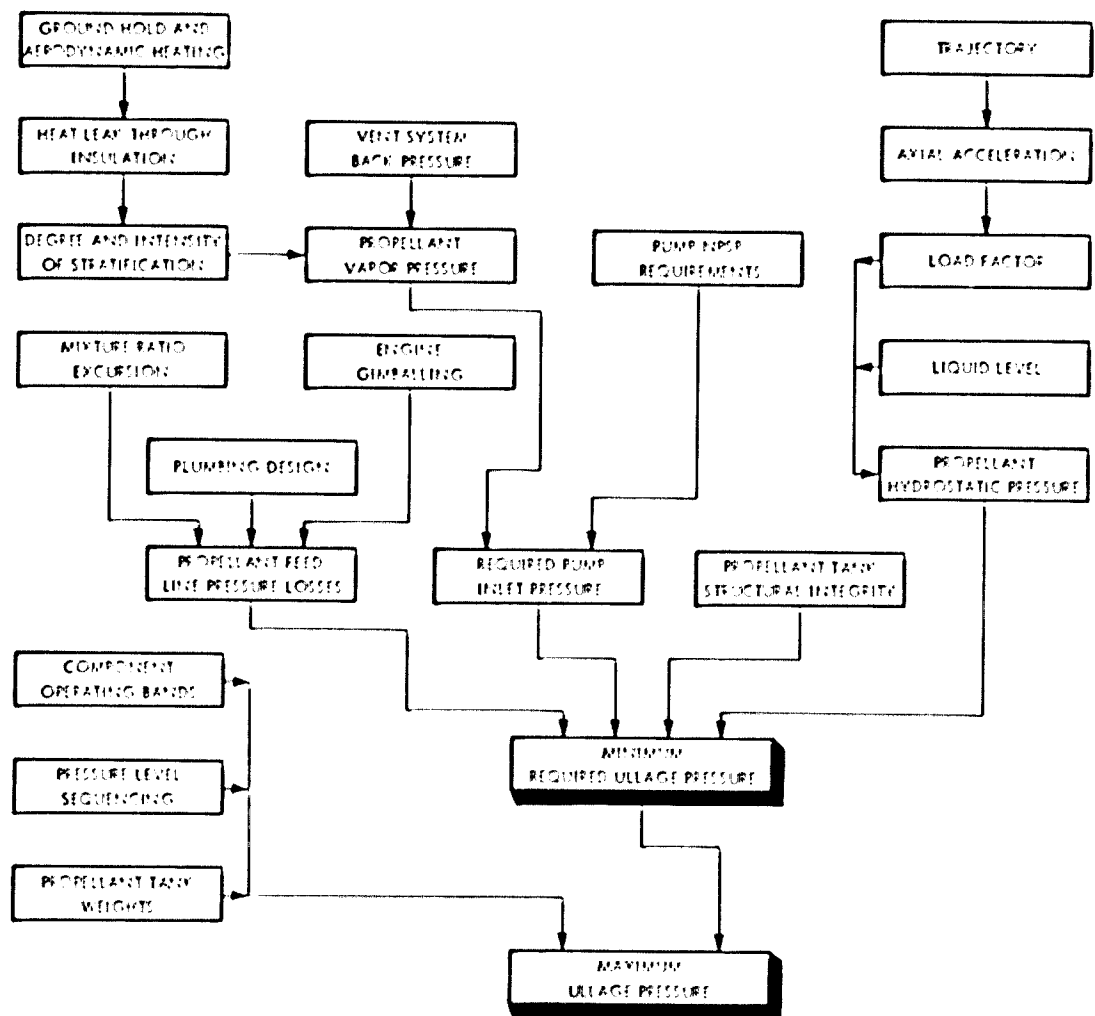 GROUND HOLD AND
AERODYNAMIC HEATING
TRAJECTORY
HEAT LEAK THROUGH
INSULATION
VENT SYSTEM
BACK PRESSURE
AXIAL ACCELERATION
DEGREE AND INTENSITY
OF STRATIFICATION
PROPELLANT
VAPOR PRESSURE
PUMP NPSP
REQUIREMENTS
LOAD FACTOR
MIXTURE RATIO
EXCURSION
ENGINE
GIMBALLING
LIQUID LEVEL
PLUMBING DESIGN
PROPELLANT
HYDROSTATIC PRESSURE
PROPELLANT FEED
LINE PRESSURE LOSSES
REQUIRED PUMP
INLET PRESSURE
PROPELLANT TANK
STRUCTURAL INTEGRITY
COMPONENT
OPERATING BANDS
MINIMUM
REQUIRED ULLAGE PRESSURE
PRESSURE LEVEL
SEQUENCING
PROPELLANT TANK
WEIGHTS
MAXIMUM
ULLAGE PRESSURE